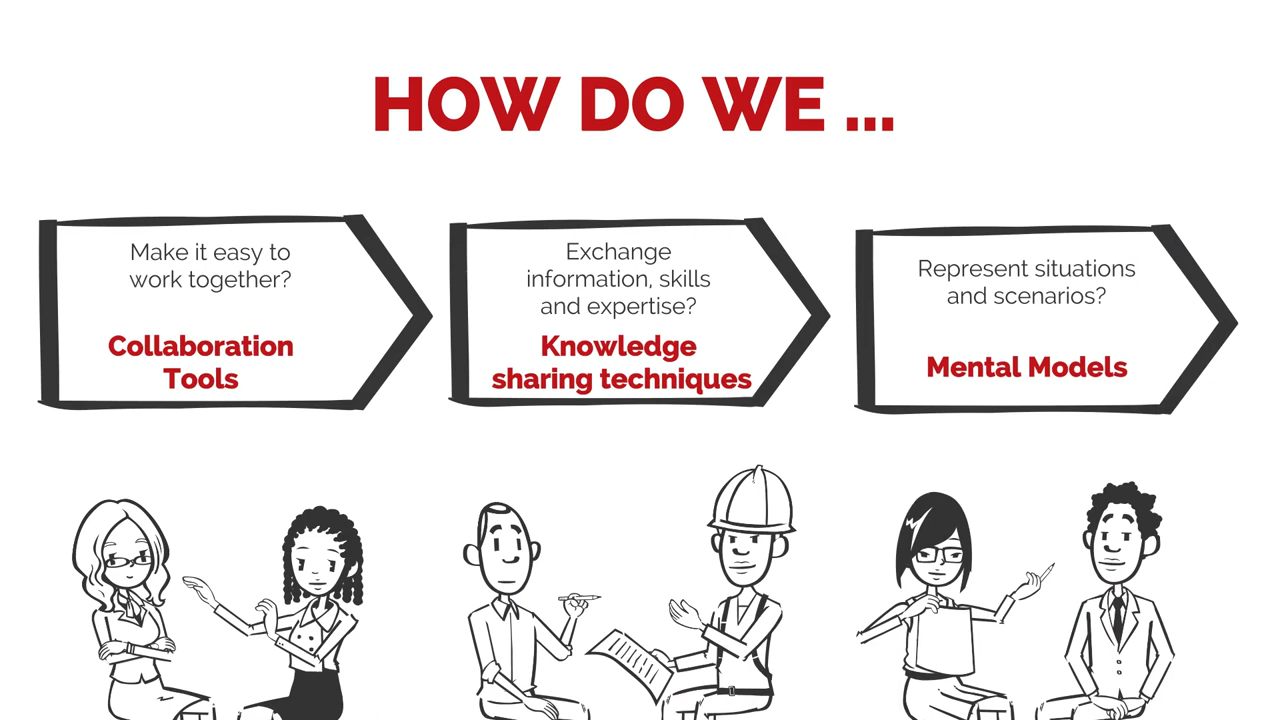 HOW DO WE ...
Make it easy to
work together?
Collaboration
Tools
Exchange
information, skills
and expertise?
Knowledge
sharing techniques
Represent situations
and scenarios?
Mental Models